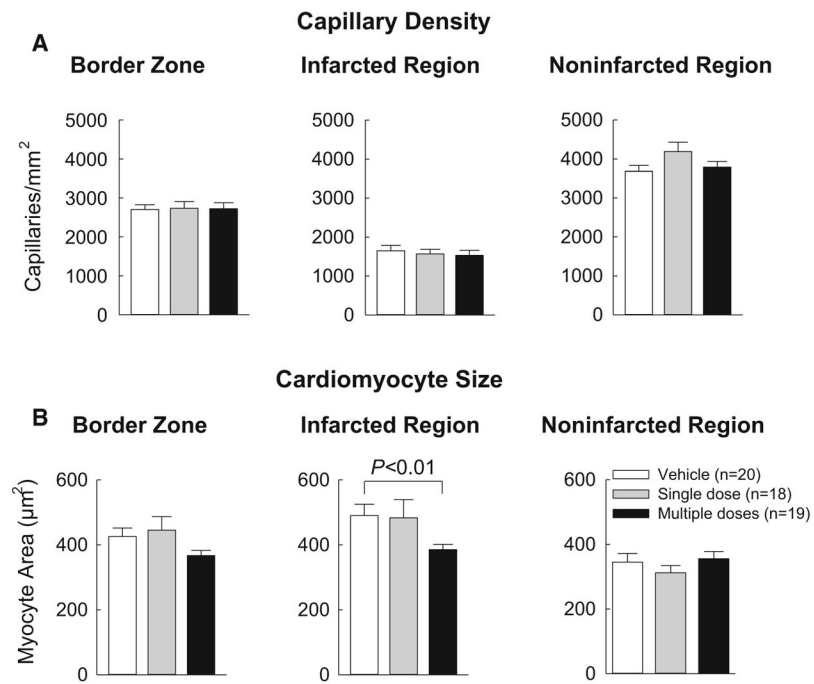 Capillary Density
A
Border Zone
Infarcted Region
Noninfarcted Region
Capillaries/mm²
5000
4000
3000
2000
1000
0
5000
4000
3000
2000
1000
0
5000
4000
3000
2000
1000
0
Cardiomyocyte Size
B
Border Zone
Infarcted Region
Noninfarcted Region
Myocyte Area (μm²)
600
400
200
0
600
400
200
0
P<0.01
600
400
200
0
Vehicle (n=20)
Single dose (n=18)
Multiple doses (n=19)